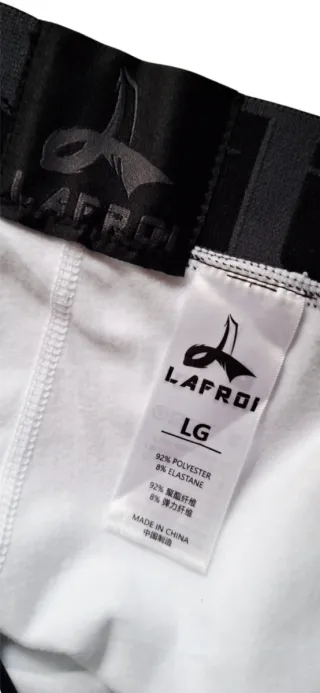 LAFROI
LAFROI
LG
92% POLYESTER
8% ELASTANE
92% 聚酯纤维
8% 弹力纤维
MADE IN CHINA
中国制造